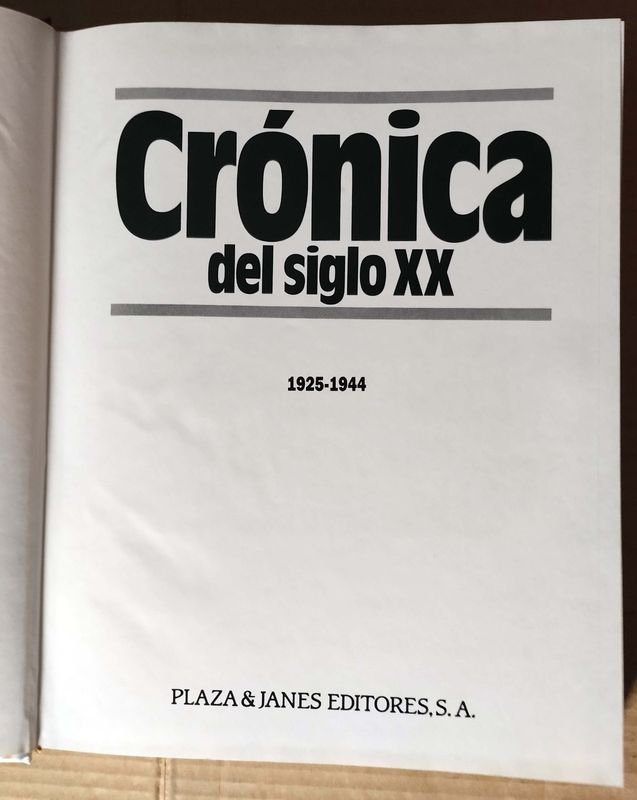 Crónica
del siglo XX
1925-1944
PLAZA & JANES EDITORES, S. A.